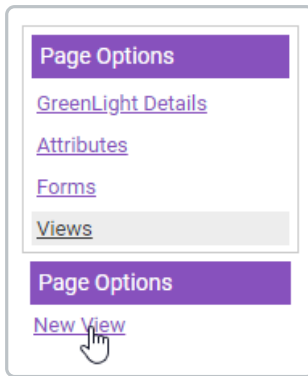 Page Options
GreenLight Details
Attributes
Forms
Views
Page Options
New View